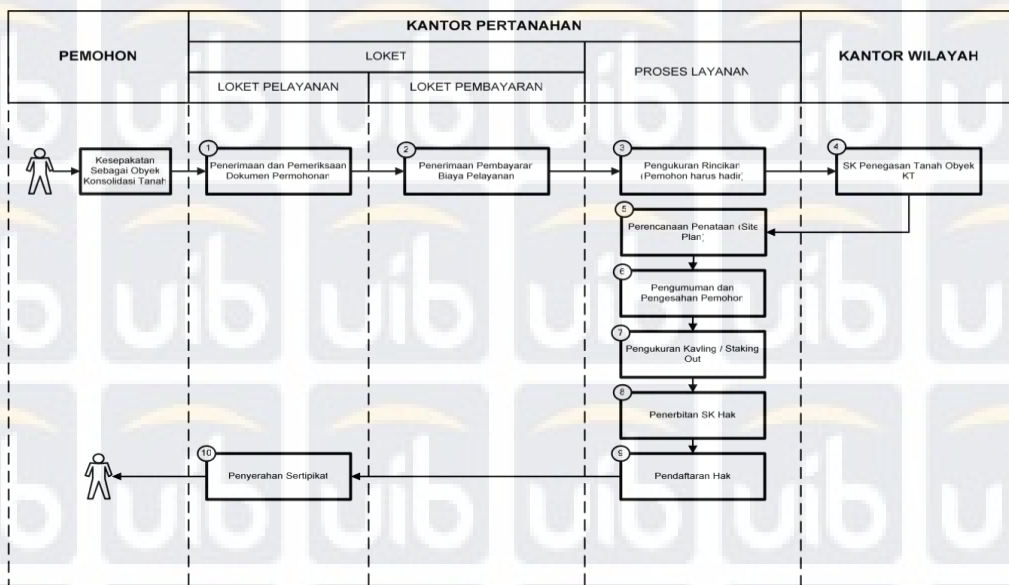 KANTOR PERTANAHAN
PEMOHON
LOKET
PROSES LAYANAN
KANTOR WILAYAH
LOKET PELAYANAN
LOKET PEMBAYARAN
Kesepakatan
Sebagai Obyek
Konsolidasi Tanah
1
Penerimaan dan Pemeriksaan
Dokumen Permohonan
2
Penerimaan Pembayaran
Biaya Pelayanan
3
Pengukuran Rincikan
(Pemohon harus hadir)
4
SK Penegasan Tanah Obyek
KT
5
Perencanaan Penataan (Site
Plan)
6
Pengumuman dan
Pengesahan Pemohon
7
Pengukuran Kavling / Staking
Out
8
Penerbitan SK Hak
9
Pendaftaran Hak
10
Penyerahan Sertipikat
uib